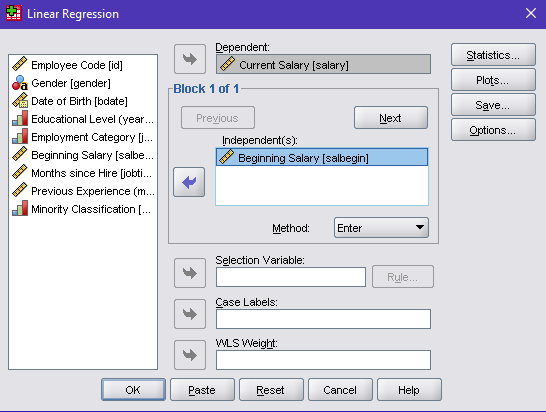 Linear Regression
Employee Code [id]
Gender [gender]
Date of Birth [bdate]
Educational Level (year...
Employment Category [j...
Beginning Salary [salbe...
Months since Hire [jobti...
Previous Experience (m...
Minority Classification [...
Dependent:
Current Salary [salary]
Block 1 of 1
Previous
Next
Independent(s):
Beginning Salary [salbegin]
Method:
Enter
Selection Variable:
Rule...
Case Labels:
WLS Weight:
Statistics...
Plots...
Save...
Options...
OK
Paste
Reset
Cancel
Help